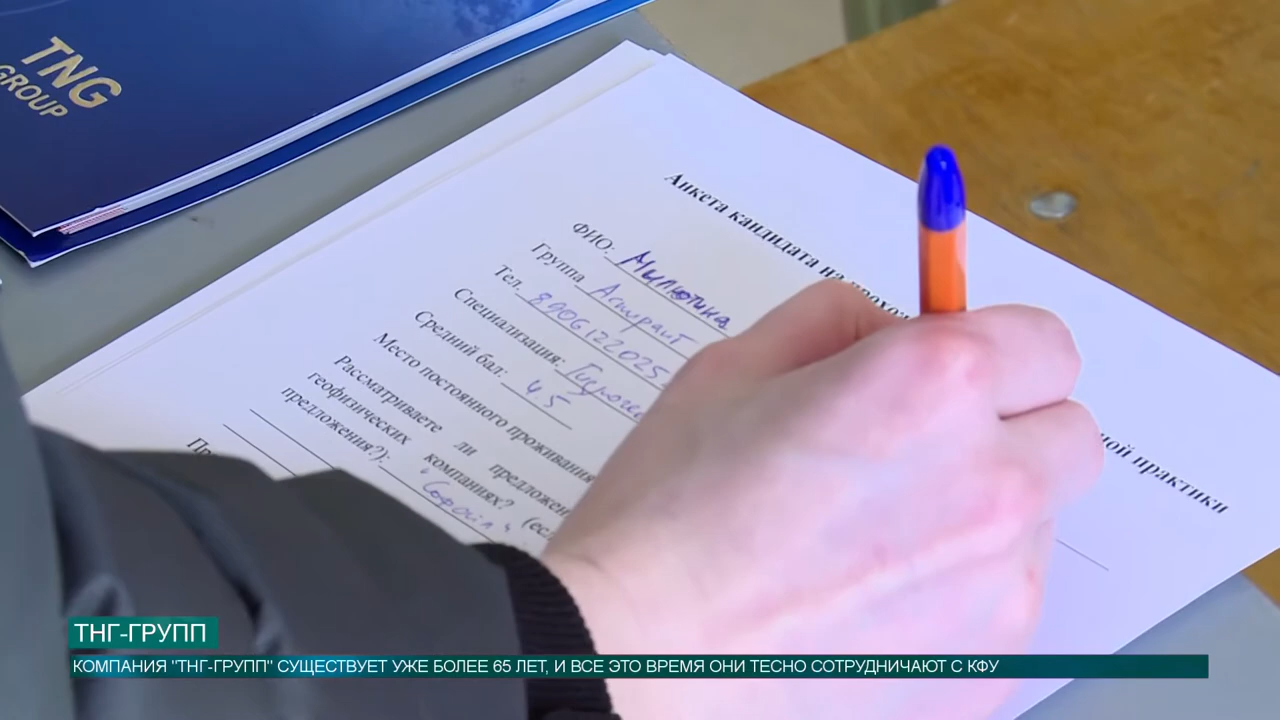 TNG
GROUP
Анкета кандидата на прохож
ной практики
ФИО: Милютина
Группа Аспирант
Тел. 8906122025
Специализация: Гидроге
Средний бал: 4.5
Место постоянного проживания
Рассматриваете ли предложен
геофизических компаниях? (есл
предложения?):
ТНГ-ГРУПП
КОМПАНИЯ "ТНГ-ГРУПП" СУЩЕСТВУЕТ УЖЕ БОЛЕЕ 65 ЛЕТ, И ВСЕ ЭТО ВРЕМЯ ОНИ ТЕСНО СОТРУДНИЧАЮТ С КФУ